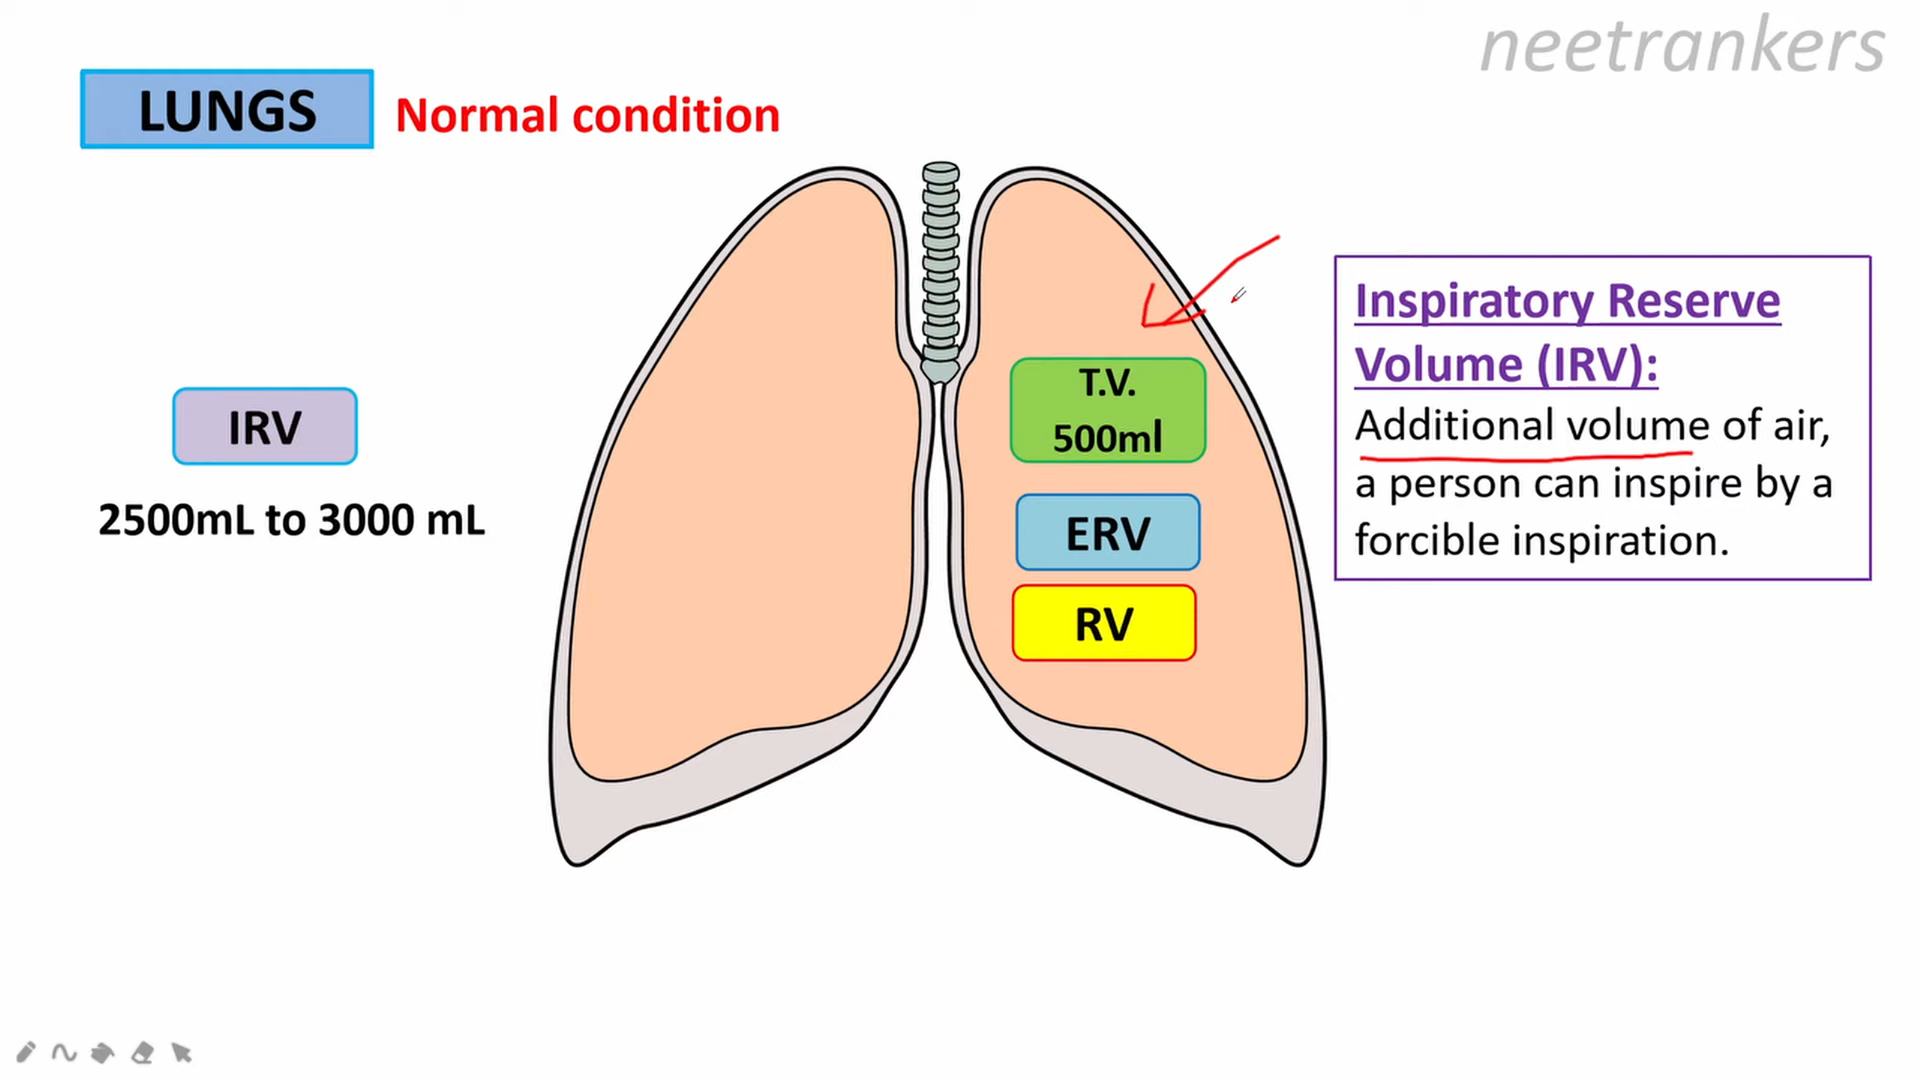 neetrankers
LUNGS
Normal condition
IRV
2500mL to 3000 mL
T.V.
500ml
ERV
RV
Inspiratory Reserve
Volume (IRV):
Additional volume of air,
a person can inspire by a
forcible inspiration.